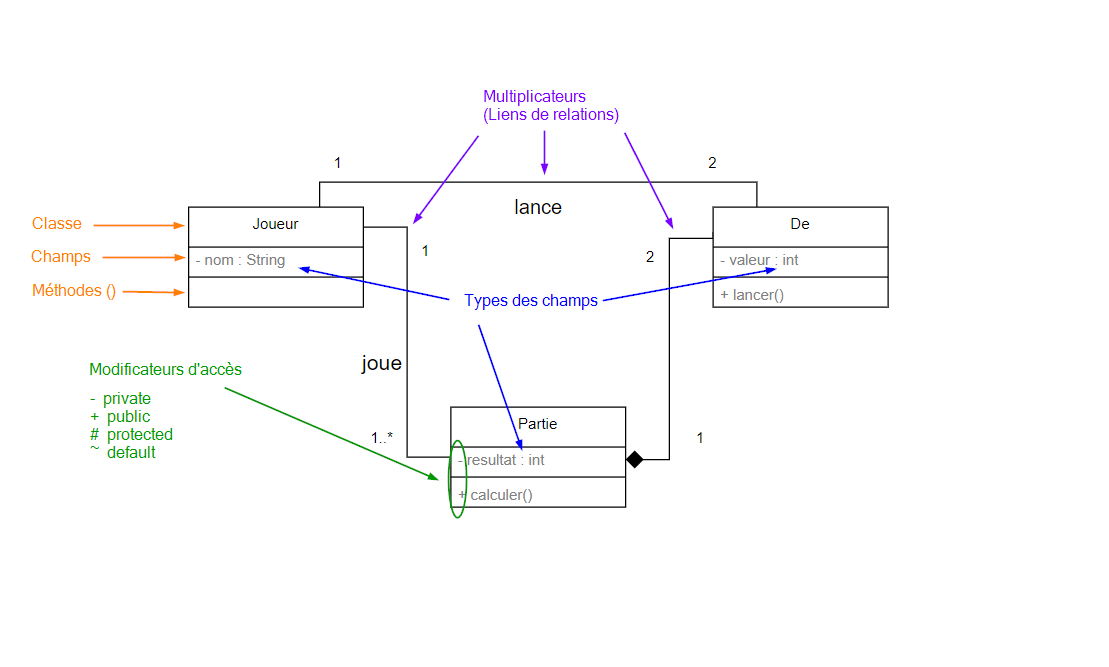 Multiplicateurs
(Liens de relations)
1
2
lance
Classe
Joueur
De
Champs
- nom : String
1
2
- valeur : int
Méthodes ()
Types des champs
+ lancer()
joue
Modificateurs d'accès
- private
+ public
# protected
~ default
1..*
Partie
1
- resultat : int
+ calculer()